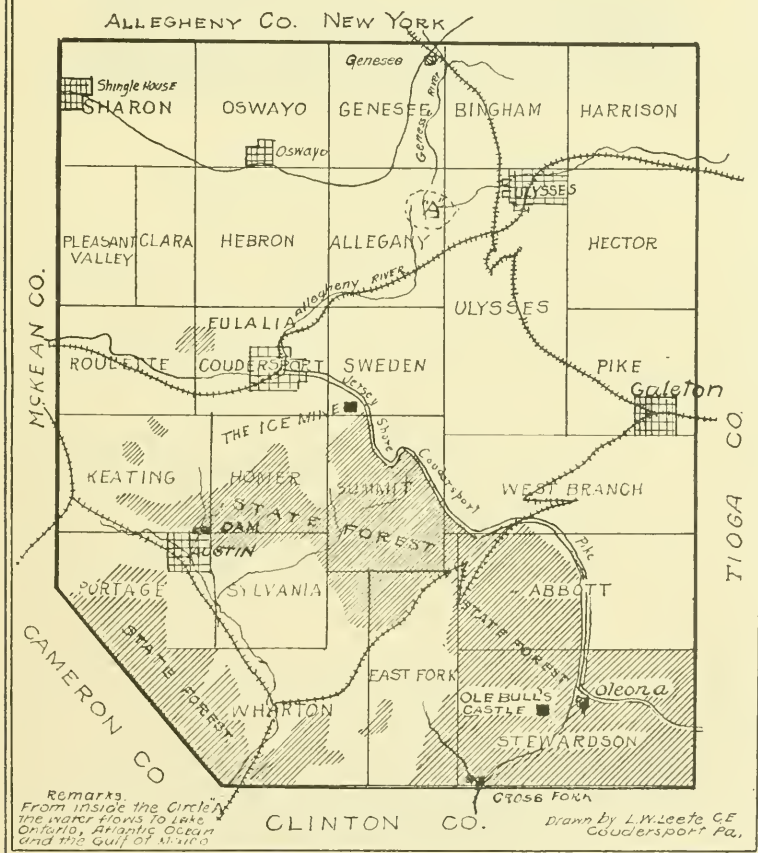 ALLEGHENY CO. NEW YORK
Genesee
Shingle HOUSE
SHARON
OSWAYO
GENESEE
BINGHAM
HARRISON
Genesee RIVER
Oswayo
ULYSSES
A
PLEASANT
VALLEY
CLARA
HEBRON
ALLEGANY
HECTOR
Allegheny RIVER
ULYSSES
MCKEAN CO.
EULALIA
ROULETTE
COUDERSPORT
SWEDEN
PIKE
Galeton
Jersey Shore
Coudersport
Pike
THE ICE MINE
KEATING
HOMER
SUMMIT
WEST BRANCH
STATE
FOREST
DAM
AUSTIN
TIOGA CO.
PORTAGE
SYLVANIA
ABBOTT
STATE FOREST
STATE FOREST
EAST FORK
OLE BULL'S
CASTLE
Oleona
WHARTON
STEWARDSON
CAMERON CO
CROSS FORK
CLINTON CO.
Remarks.
From inside the Circle "A"
the water flows to Lake
Ontario, Atlantic Ocean
and the Gulf of Mexico
Drawn by L.W. Leete C.E
Coudersport Pa.